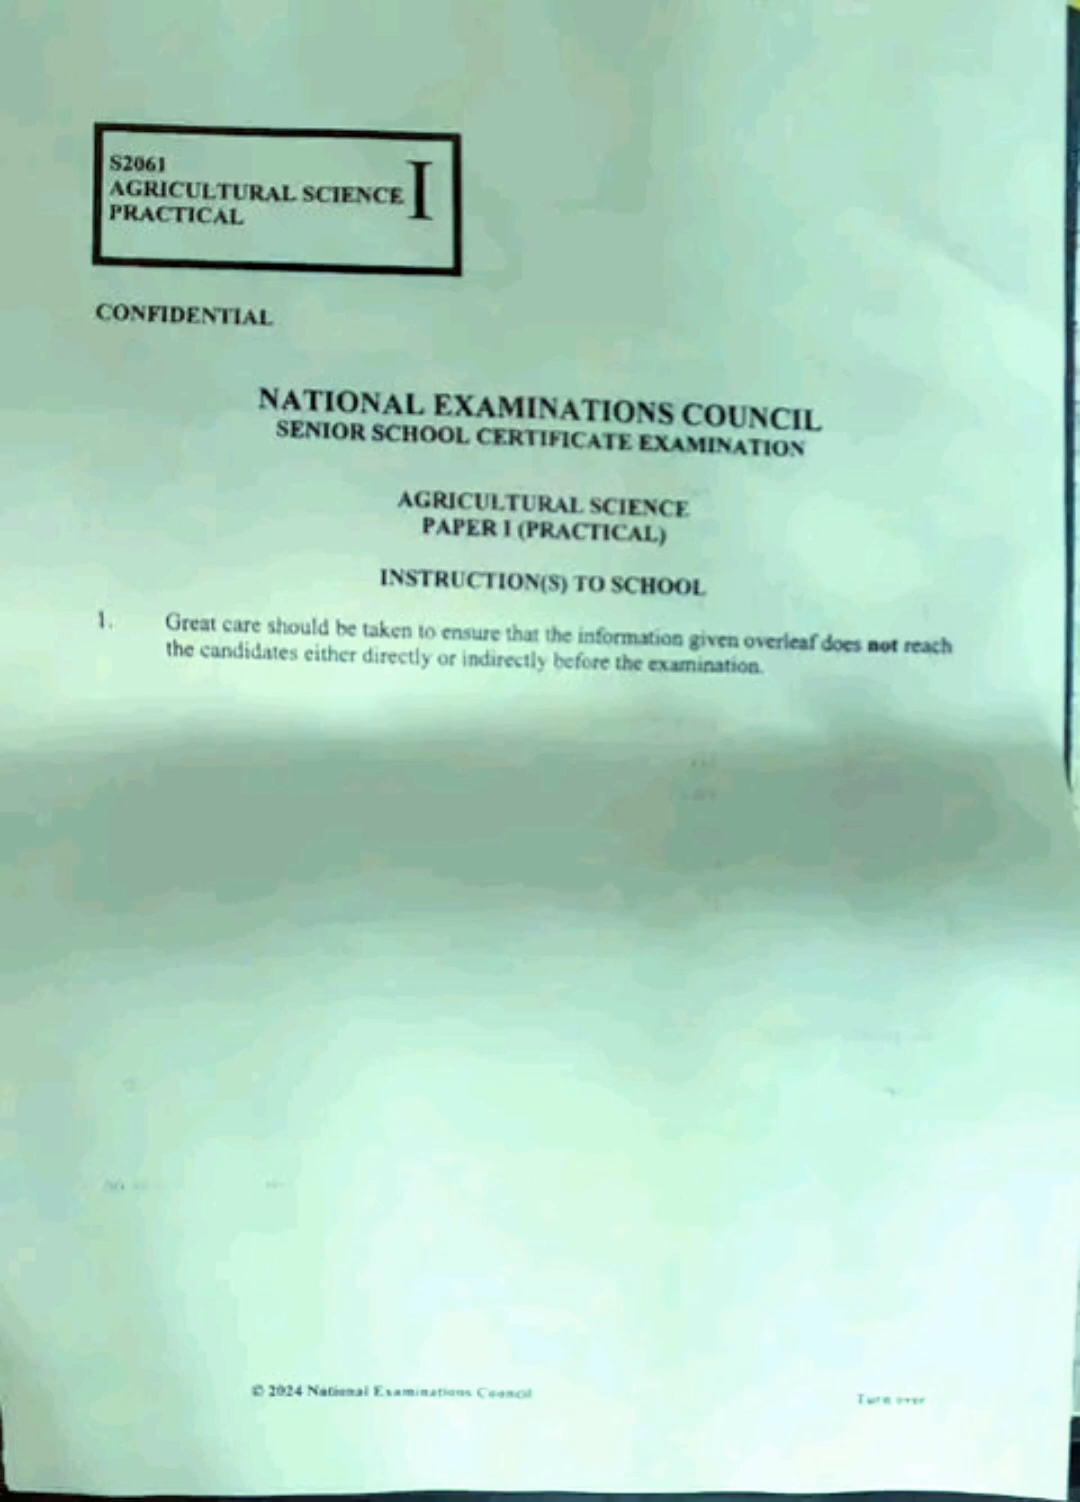 S2061
AGRICULTURAL SCIENCE
PRACTICAL
I
CONFIDENTIAL
NATIONAL EXAMINATIONS COUNCIL
SENIOR SCHOOL CERTIFICATE EXAMINATION
AGRICULTURAL SCIENCE
PAPER I (PRACTICAL)
INSTRUCTION(S) TO SCHOOL
1. Great care should be taken to ensure that the information given overleaf does not reach
the candidates either directly or indirectly before the examination.
© 2024 National Examinations Council
Turn over